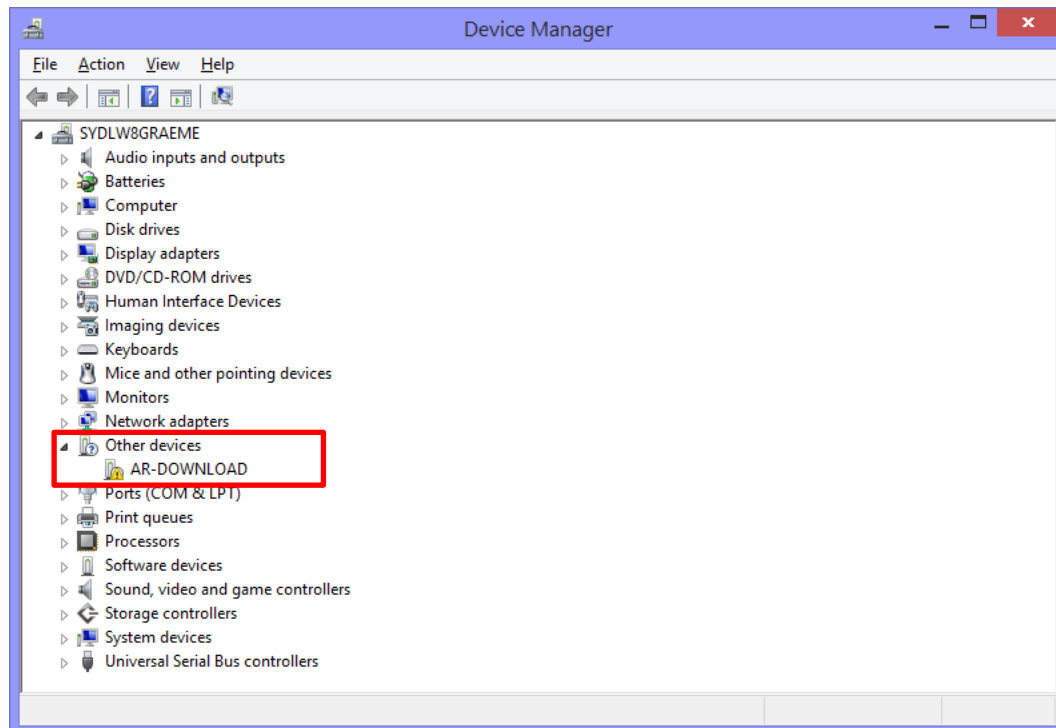 Device Manager
File Action View Help
SYDLW8GRAEME
Audio inputs and outputs
Batteries
Computer
Disk drives
Display adapters
DVD/CD-ROM drives
Human Interface Devices
Imaging devices
Keyboards
Mice and other pointing devices
Monitors
Network adapters
Other devices
AR-DOWNLOAD
Ports (COM & LPT)
Print queues
Processors
Software devices
Sound, video and game controllers
Storage controllers
System devices
Universal Serial Bus controllers